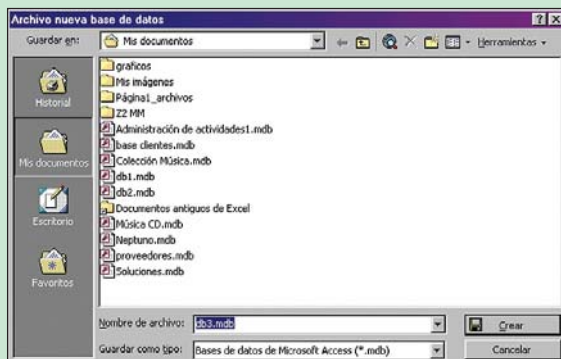 Archivo nueva base de datos
Guardar en: Mis documentos Herramientas
Historial
Mis documentos
Escritorio
Favoritos
graficos
Mis imágenes
Página1_archivos
Z2 MM
Administración de actividades1.mdb
base clientes.mdb
Colección Música.mdb
db1.mdb
db2.mdb
Documentos antiguos de Excel
Música CD.mdb
Neptuno.mdb
proveedores.mdb
Soluciones.mdb
Nombre de archivo: db3.mdb Crear
Guardar como tipo: Bases de datos de Microsoft Access (*.mdb) Cancelar